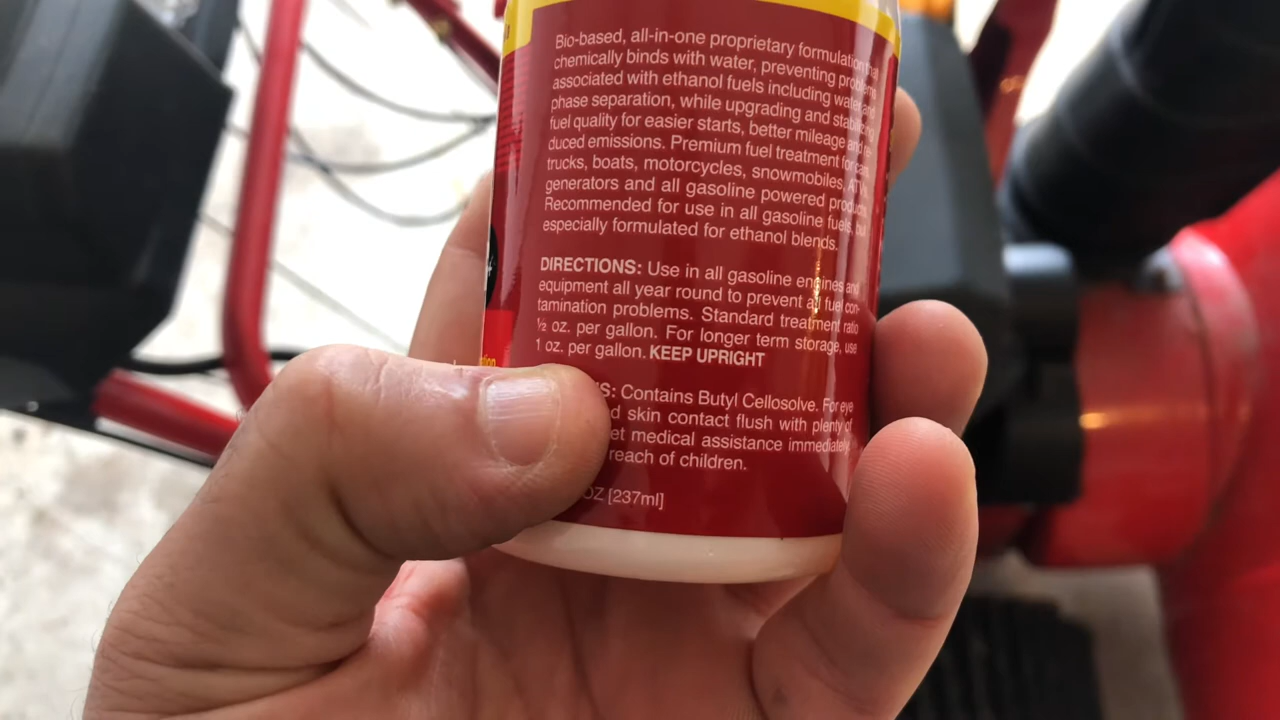 Bio-based, all-in-one proprietary formulation that
chemically binds with water, preventing problems
associated with ethanol fuels including water and
phase separation, while upgrading and stabilizing
fuel quality for easier starts, better mileage and re-
duced emissions. Premium fuel treatment for cars,
trucks, boats, motorcycles, snowmobiles, ATVs,
generators and all gasoline powered products.
Recommended for use in all gasoline fuels, but
especially formulated for ethanol blends.
DIRECTIONS: Use in all gasoline engines and
equipment all year round to prevent all fuel con-
tamination problems. Standard treatment ratio
½ oz. per gallon. For longer term storage, use
1 oz. per gallon. KEEP UPRIGHT
S: Contains Butyl Cellosolve. For eye
d skin contact flush with plenty of
et medical assistance immediately.
reach of children.
OZ [237ml]